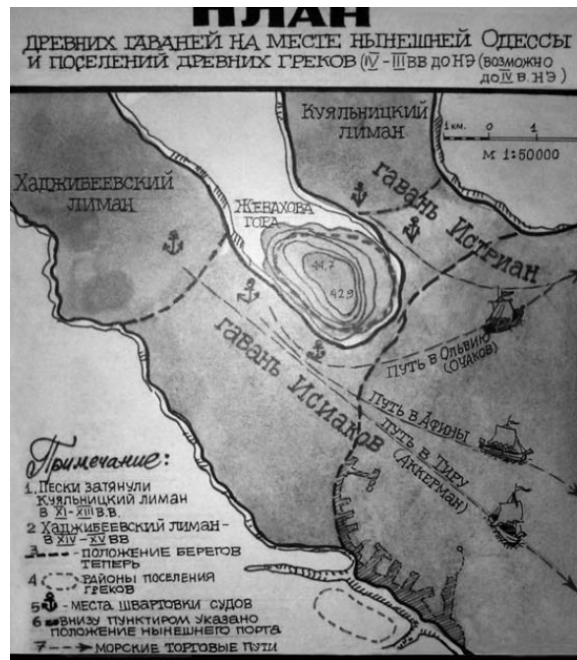 ПЛАН
ДРЕВНИХ ГАВАНЕЙ НА МЕСТЕ НЫНЕШНЕЙ ОДЕССЫ
И ПОСЕЛЕНИЙ ДРЕВНИХ ГРЕКОВ (IV-III ВВ ДО НЭ) (ВОЗМОЖНО
ДО IV В. НЭ)
КУЯЛЬНИЦКИЙ
ЛИМАН
1 КМ. 0 1
М 1:50000
ХАДЖИБЕЕВСКИЙ
ЛИМАН
ЖЕВАХОВА
ГОРА
ГАВАНЬ ИСТРИАН
44,7
42.9
ГАВАНЬ ИСИАКОВ
ПУТЬ В ОЛЬВИЮ
(ОЧАКОВ)
ПУТЬ В АФИНЫ
ПУТЬ В ТИРУ
(АККЕРМАН)
Примечание:
1. ПЕСКИ ЗАТЯНУЛИ
КУЯЛЬНИЦКИЙ ЛИМАН
В XI-XIII В.В.
2 ХАДЖИБЕЕВСКИЙ ЛИМАН-
В XIV-XV ВВ
3 - ПОЛОЖЕНИЕ БЕРЕГОВ
ТЕПЕРЬ
4 РАЙОНЫ ПОСЕЛЕНИЯ
ГРЕКОВ
5 - МЕСТА ШВАРТОВКИ СУДОВ
6 ВНИЗУ ПУНКТИРОМ УКАЗАНО
ПОЛОЖЕНИЕ НЫНЕШНЕГО ПОРТА
7 - МОРСКИЕ ТОРГОВЫЕ ПУТИ